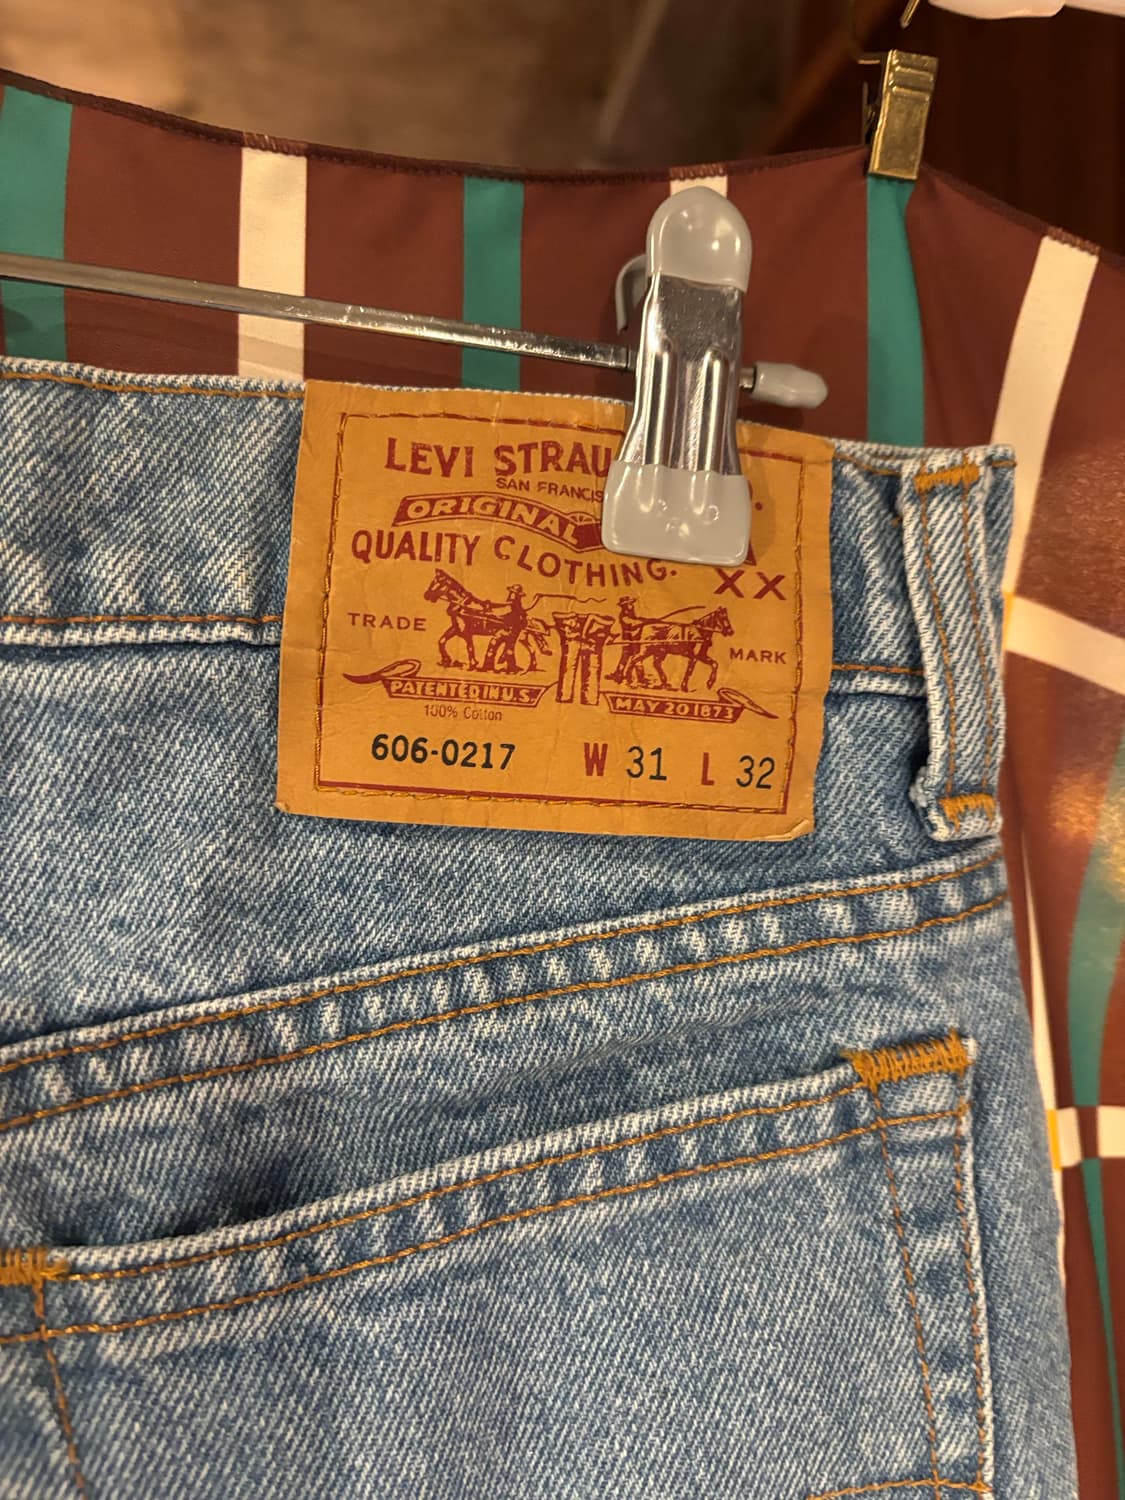 LEVI STRAU
SAN FRANCIS
ORIGINAL
QUALITY CLOTHING.
XX
TRADE MARK
PATENTED IN U.S. MAY 20 1873
100% Cotton
606-0217 W 31 L 32